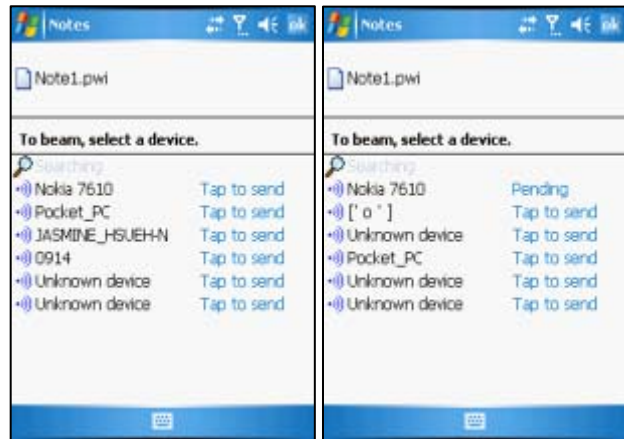 Notes
ok
Note1.pwi
To beam, select a device.
Searching
Nokia 7610 Tap to send
Pocket_PC Tap to send
JASMINE_HSUEH-N Tap to send
0914 Tap to send
Unknown device Tap to send
Unknown device Tap to send
Notes
ok
Note1.pwi
To beam, select a device.
Searching
Nokia 7610 Pending
[' o '] Tap to send
Unknown device Tap to send
Pocket_PC Tap to send
Unknown device Tap to send
Unknown device Tap to send